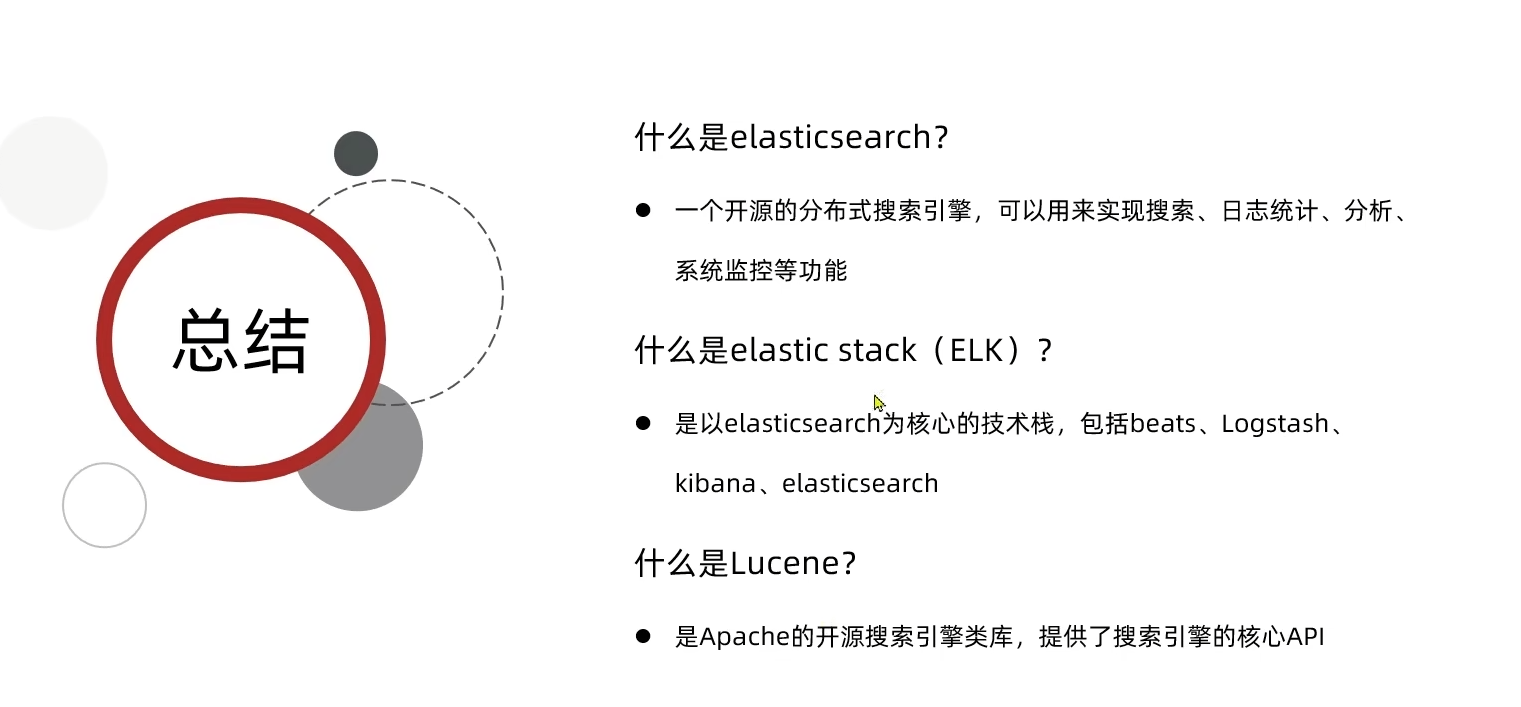 总结
什么是elasticsearch？
● 一个开源的分布式搜索引擎，可以用来实现搜索、日志统计、分析、
系统监控等功能
什么是elastic stack（ELK）？
● 是以elasticsearch为核心的技术栈，包括beats、Logstash、
kibana、elasticsearch
什么是Lucene？
● 是Apache的开源搜索引擎类库，提供了搜索引擎的核心API